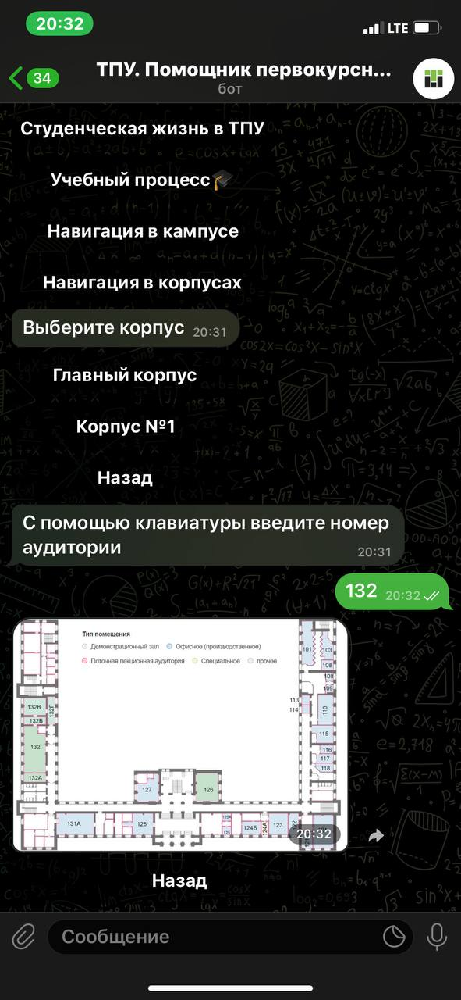 20:32
LTE
34
ТПУ. Помощник первокурсн...
бот
Студенческая жизнь в ТПУ
Учебный процесс🎓
Навигация в кампусе
Навигация в корпусах
Выберите корпус 20:31
Главный корпус
Корпус №1
Назад
С помощью клавиатуры введите номер
аудитории
20:31
132 20:32
Тип помещения
Демонстрационный зал
Офисное (производственное)
Поточная лекционная аудитория
Специальное
прочее
101
103
108
108
109
113
114
110
115
116
117
118
132В
132Г
132Б
132
132А
127
126
131А
128
125А
125
124Б
124А
123
122
20:32
Назад
Сообщение